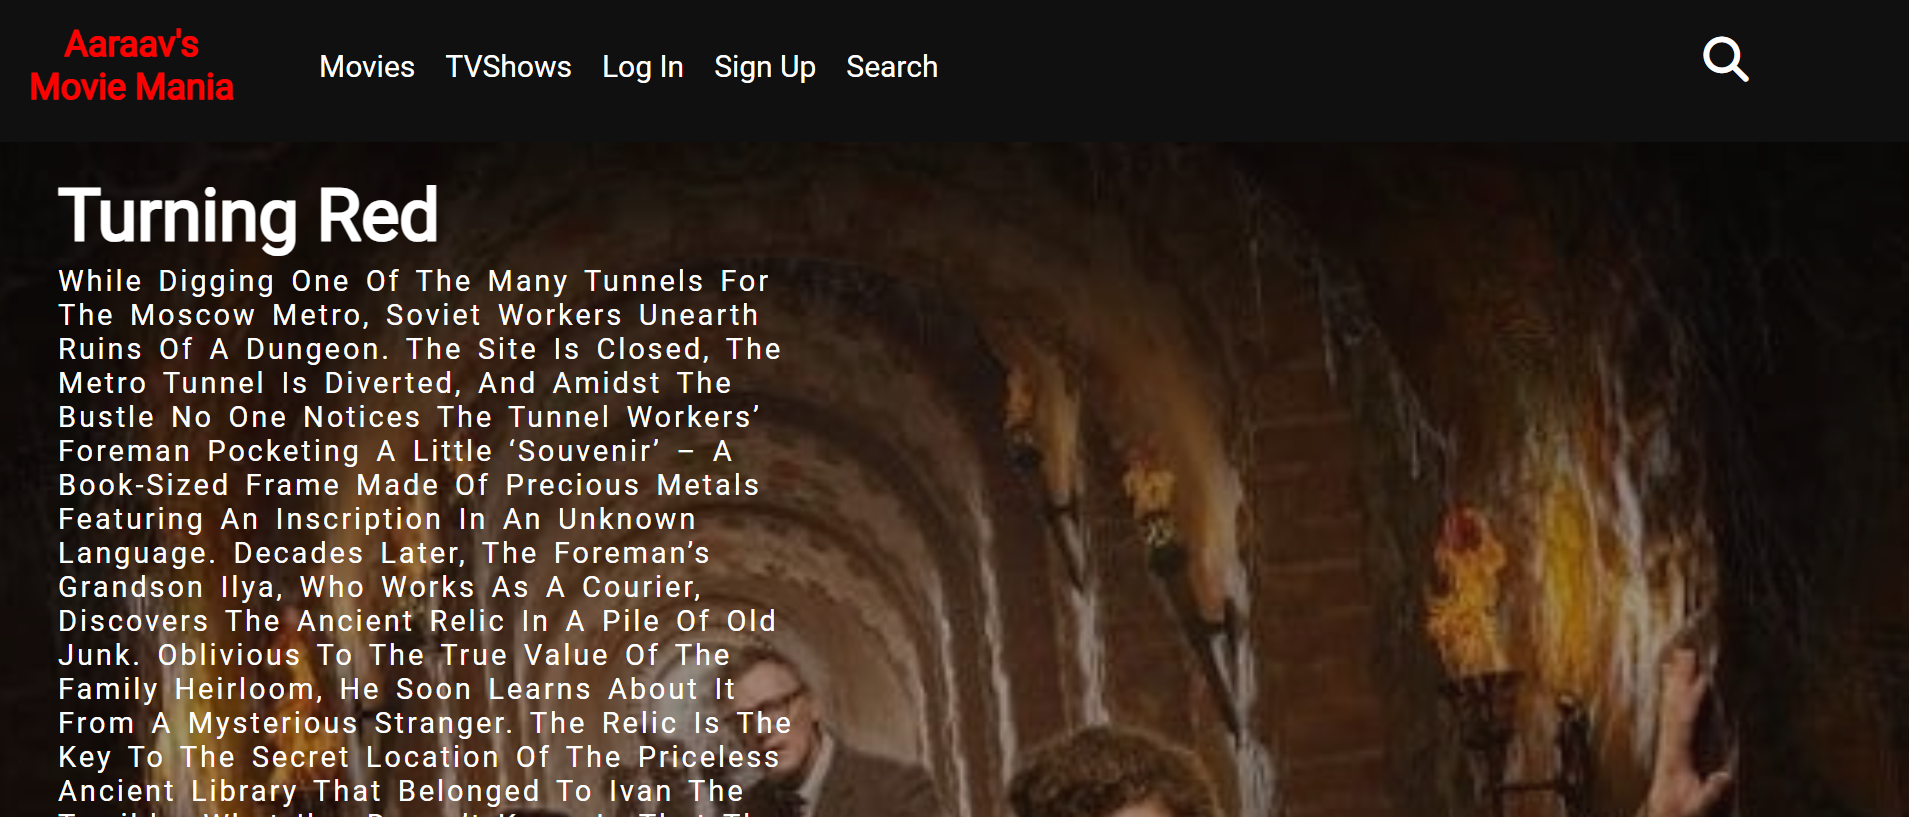 Aaraav's
Movie Mania
Movies TVShows Log In Sign Up Search
Turning Red
While Digging One Of The Many Tunnels For
The Moscow Metro, Soviet Workers Unearth
Ruins Of A Dungeon. The Site Is Closed, The
Metro Tunnel Is Diverted, And Amidst The
Bustle No One Notices The Tunnel Workers’
Foreman Pocketing A Little ‘Souvenir’ – A
Book-Sized Frame Made Of Precious Metals
Featuring An Inscription In An Unknown
Language. Decades Later, The Foreman’s
Grandson Ilya, Who Works As A Courier,
Discovers The Ancient Relic In A Pile Of Old
Junk. Oblivious To The True Value Of The
Family Heirloom, He Soon Learns About It
From A Mysterious Stranger. The Relic Is The
Key To The Secret Location Of The Priceless
Ancient Library That Belonged To Ivan The